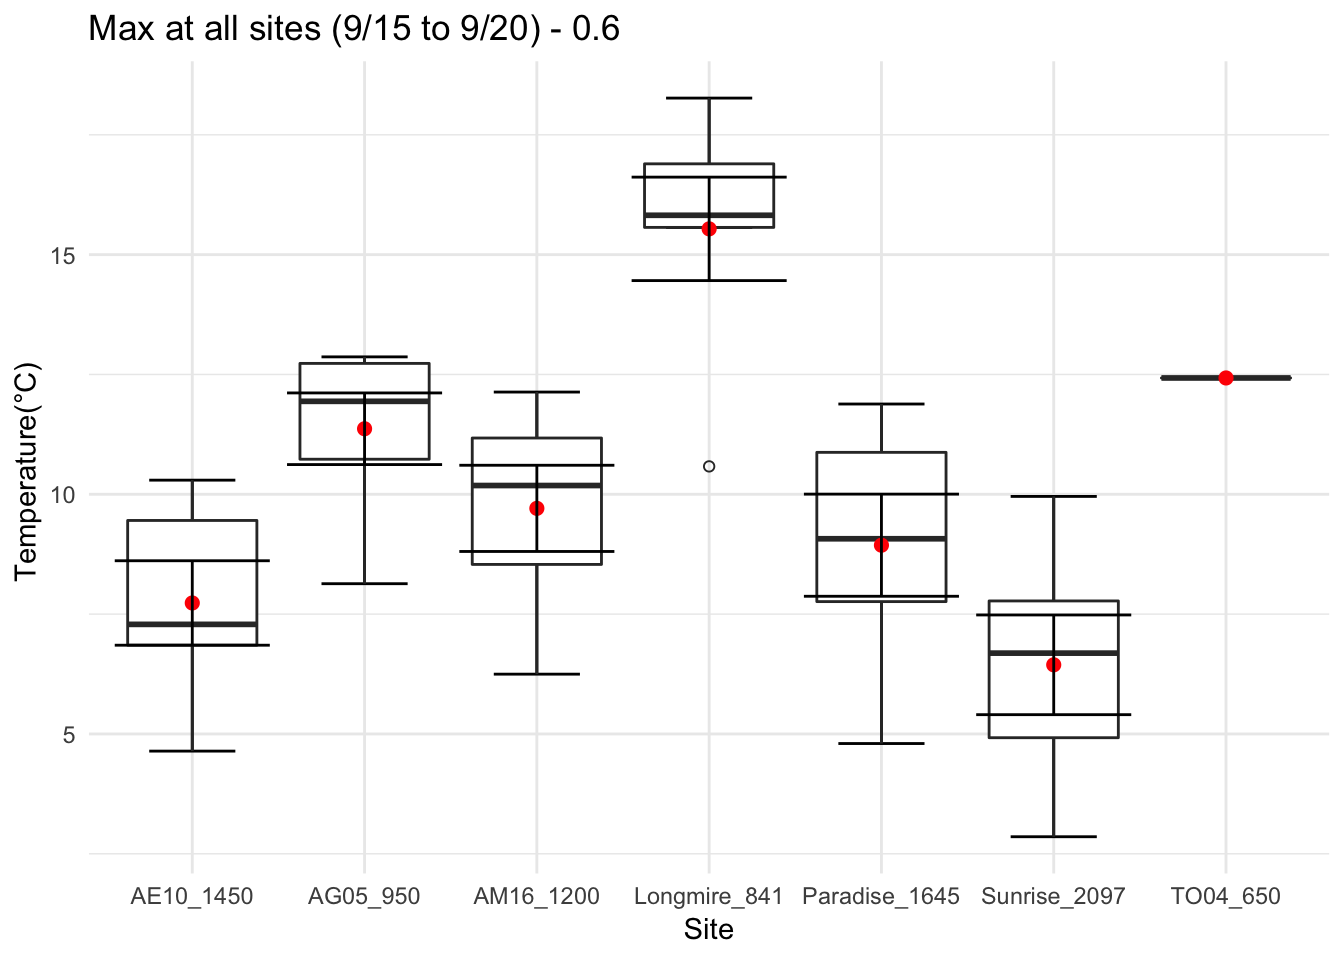 Max at all sites (9/15 to 9/20) - 0.6
Temperature(°C)
15
10
5
AE10_1450 AG05_950 AM16_1200 Longmire_841 Paradise_1645 Sunrise_2097 TO04_650
Site